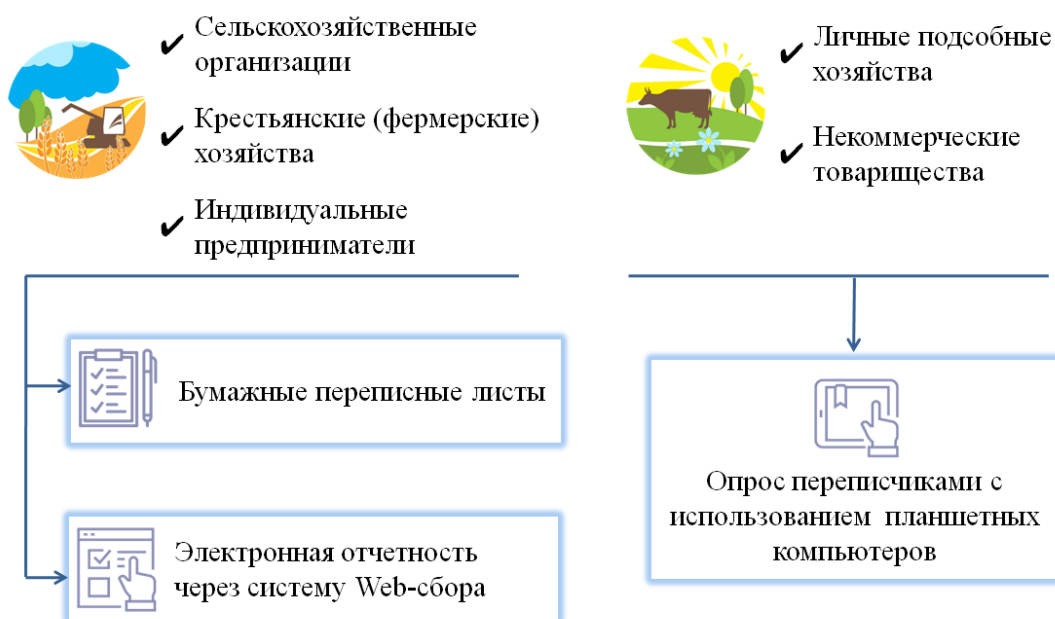 Сельскохозяйственные
организации
Крестьянские (фермерские)
хозяйства
Индивидуальные
предприниматели
Личные подсобные
хозяйства
Некоммерческие
товарищества
Бумажные переписные листы
Электронная отчетность
через систему Web-сбора
Опрос переписчиками с
использованием планшетных
компьютеров